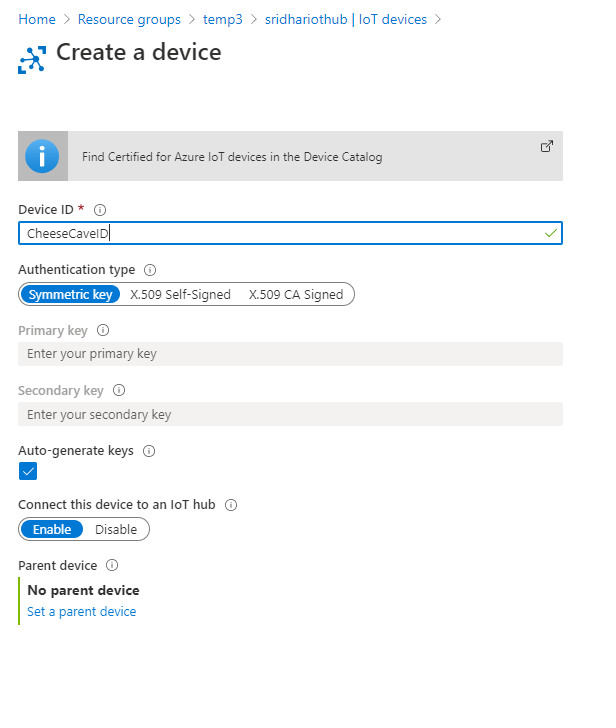 Home > Resource groups > temp3 > sridhariothub | IoT devices >
Create a device
Find Certified for Azure IoT devices in the Device Catalog
Device ID *
CheeseCaveID
Authentication type
Symmetric key X.509 Self-Signed X.509 CA Signed
Primary key
Enter your primary key
Secondary key
Enter your secondary key
Auto-generate keys
Connect this device to an IoT hub
Enable Disable
Parent device
No parent device
Set a parent device